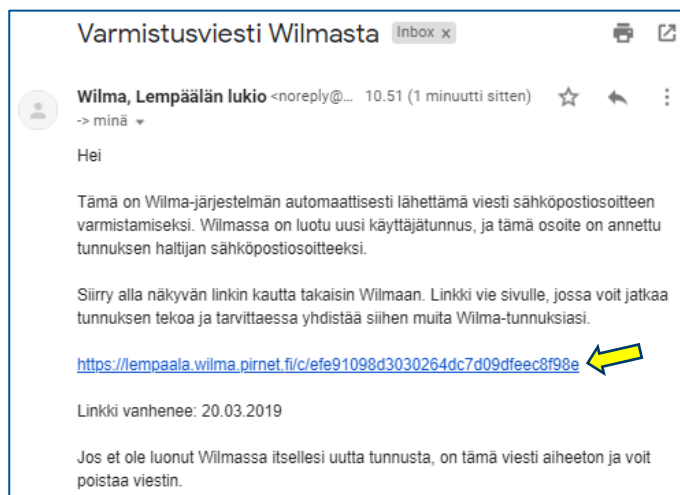 Varmistusviesti Wilmasta Inbox x
Wilma, Lempäälän lukio <noreply@... 10.51 (1 minuutti sitten)
-> minä
Hei
Tämä on Wilma-järjestelmän automaattisesti lähettämä viesti sähköpostiosoitteen
varmistamiseksi. Wilmassa on luotu uusi käyttäjätunnus, ja tämä osoite on annettu
tunnuksen haltijan sähköpostiosoitteeksi.
Siirry alla näkyvän linkin kautta takaisin Wilmaan. Linkki vie sivulle, jossa voit jatkaa
tunnuksen tekoa ja tarvittaessa yhdistää siihen muita Wilma-tunnuksiasi.
https://lempaala.wilma.pirnet.fi/c/efe91098d3030264dc7d09dfeec8f98e
Linkki vanhenee: 20.03.2019
Jos et ole luonut Wilmassa itsellesi uutta tunnusta, on tämä viesti aiheeton ja voit
poistaa viestin.